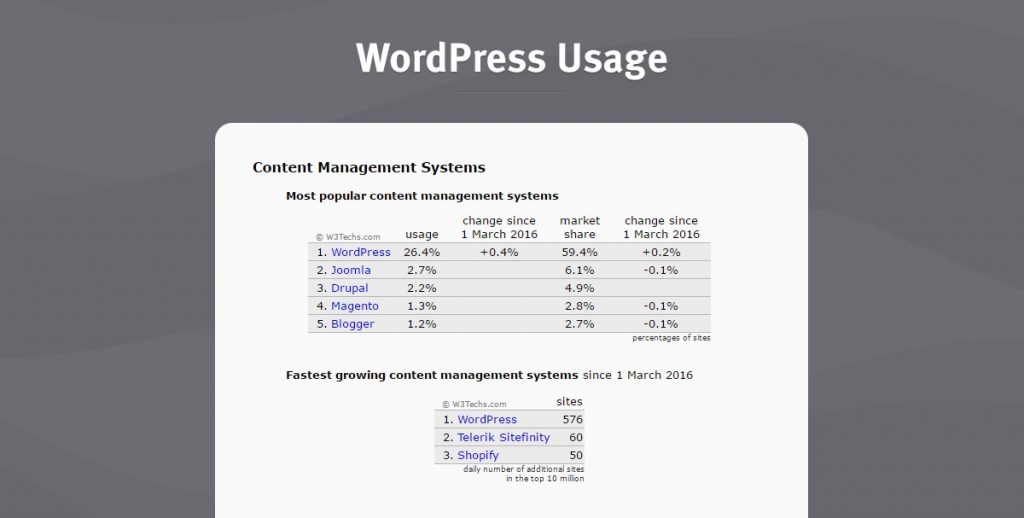 WordPress Usage
Content Management Systems
Most popular content management systems
© W3Techs.com usage change since 1 March 2016 market share change since 1 March 2016
1. WordPress 26.4% +0.4% 59.4% +0.2%
2. Joomla 2.7% 6.1% -0.1%
3. Drupal 2.2% 4.9%
4. Magento 1.3% 2.8% -0.1%
5. Blogger 1.2% 2.7% -0.1%
percentages of sites
Fastest growing content management systems since 1 March 2016
© W3Techs.com sites
1. WordPress 576
2. Telerik Sitefinity 60
3. Shopify 50
daily number of additional sites
in the top 10 million